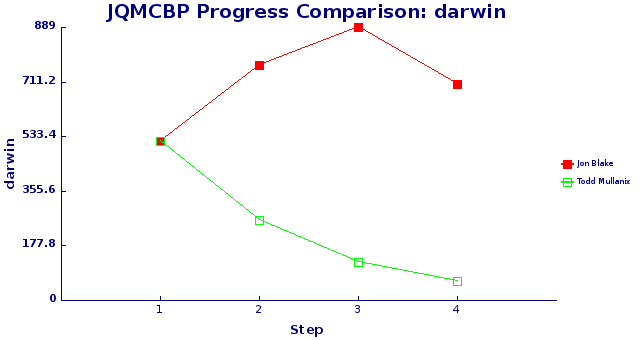 JQMCBP Progress Comparison: darwin
889
711.2
533.4
355.6
177.8
0
darwin
1 2 3 4
Step
Jon Blake
Todd Mullanix